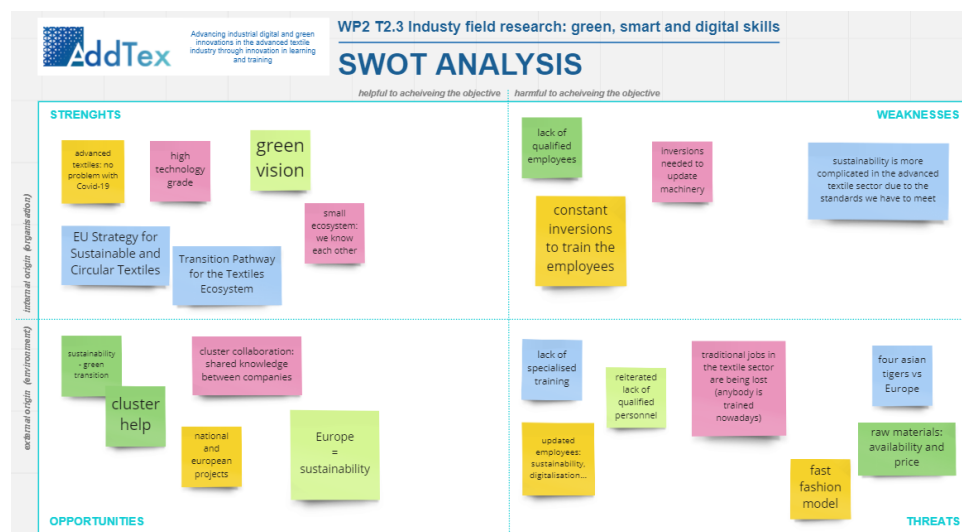 AddTex
Advancing industrial digital and green
innovations in the advanced textile
industry through innovation in learning
and training
WP2 T2.3 Industy field research: green, smart and digital skills
SWOT ANALYSIS
helpful to acheiveing the objective
harmful to acheiveing the objective
internal origin (organisation)
external origin (environment)
STRENGHTS
advanced
textiles: no
problem with
Covid-19
high
technology
grade
green
vision
small
ecosystem:
we know
each other
EU Strategy for
Sustainable and
Circular Textiles
Transition Pathway
for the Textiles
Ecosystem
WEAKNESSES
lack of
qualified
employees
inversions
needed to
update
machinery
sustainability is more
complicated in the advanced
textile sector due to the
standards we have to meet
constant
inversions
to train the
employees
sustainability
- green
transition
cluster
help
cluster collaboration:
shared knowledge
between companies
national
and
european
projects
Europe
=
sustainability
OPPORTUNITIES
lack of
specialised
training
reiterated
lack of
qualified
personnel
traditional jobs in
the textile sector
are being lost
(anybody is
trained
nowadays)
four asian
tigers vs
Europe
updated
employees:
sustainability,
digitalisation...
raw materials:
availability and
price
fast
fashion
model
THREATS